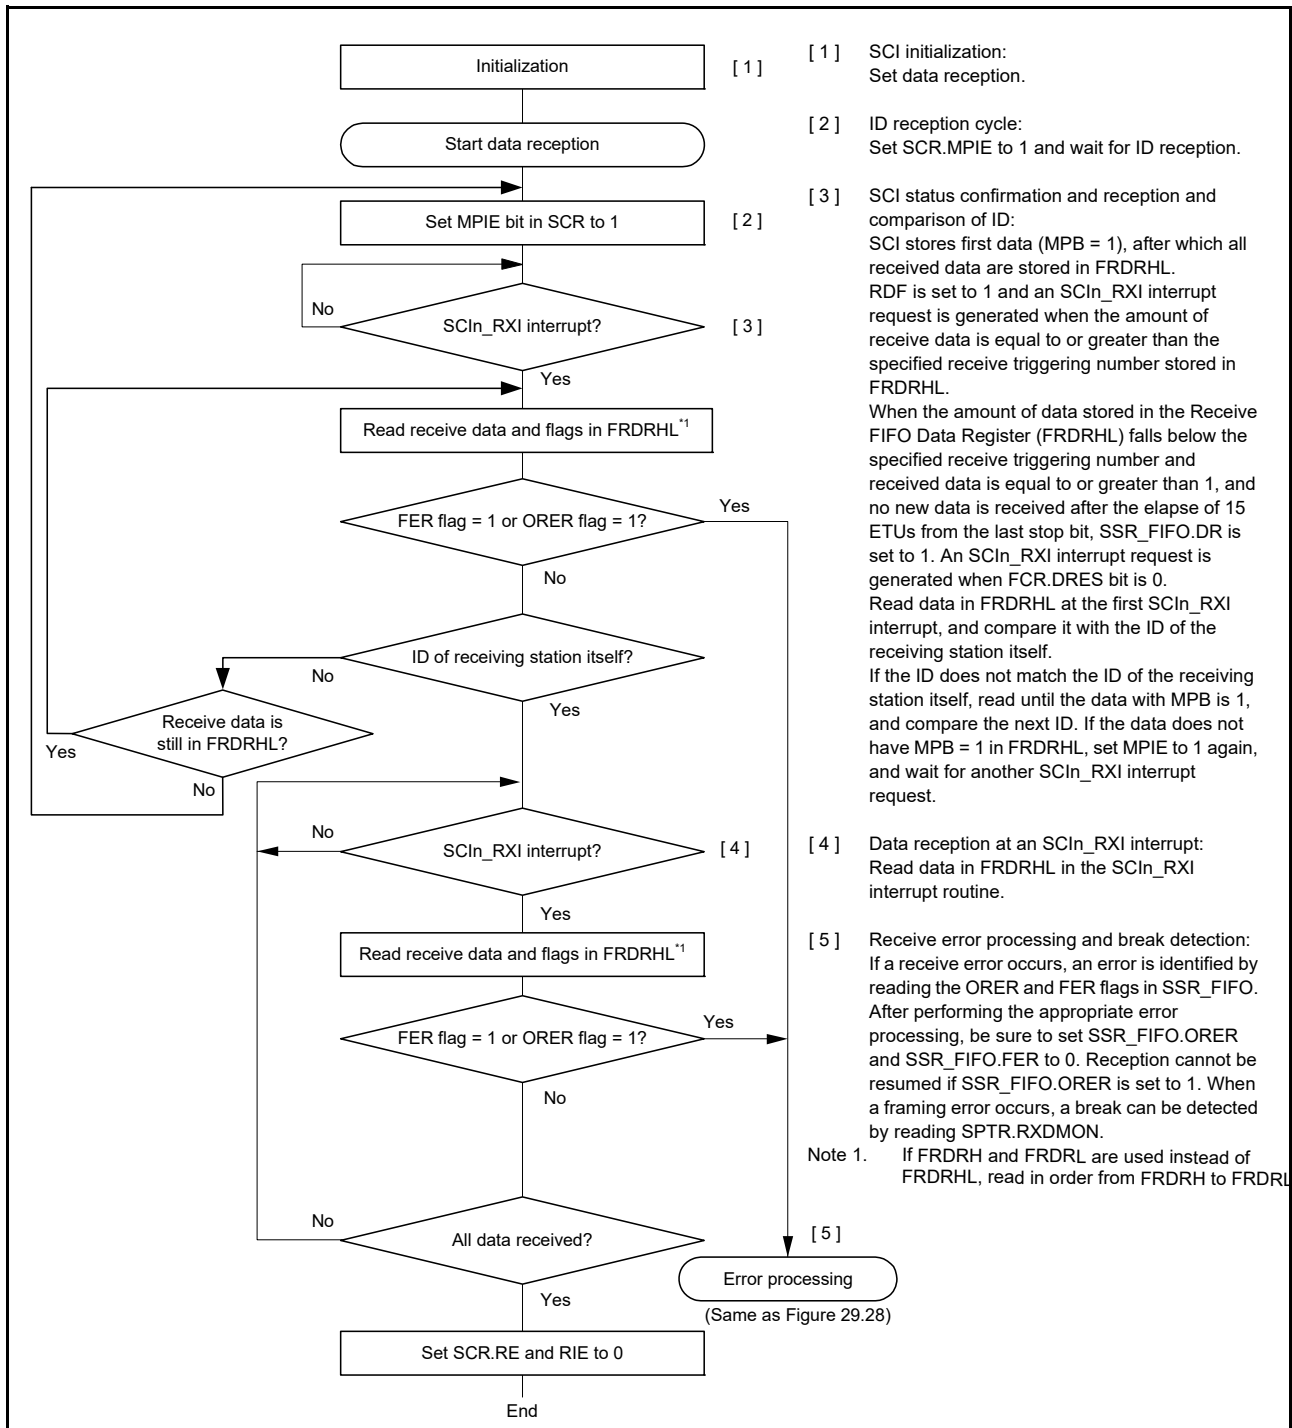 Initialization
[ 1 ]
Start data reception
Set MPIE bit in SCR to 1
[ 2 ]
No
SCIn_RXI interrupt?
[ 3 ]
Yes
Read receive data and flags in FRDRHL*1
FER flag = 1 or ORER flag = 1?
Yes
No
ID of receiving station itself?
No
Yes
Receive data is
still in FRDRHL?
Yes
No
No
SCIn_RXI interrupt?
[ 4 ]
Yes
Read receive data and flags in FRDRHL*1
FER flag = 1 or ORER flag = 1?
Yes
No
No
All data received?
Yes
[ 5 ]
Error processing
(Same as Figure 29.28)
Set SCR.RE and RIE to 0
End
[ 1 ] SCI initialization:
Set data reception.
[ 2 ] ID reception cycle:
Set SCR.MPIE to 1 and wait for ID reception.
[ 3 ] SCI status confirmation and reception and
comparison of ID:
SCI stores first data (MPB = 1), after which all
received data are stored in FRDRHL.
RDF is set to 1 and an SCIn_RXI interrupt
request is generated when the amount of
receive data is equal to or greater than the
specified receive triggering number stored in
FRDRHL.
When the amount of data stored in the Receive
FIFO Data Register (FRDRHL) falls below the
specified receive triggering number and
received data is equal to or greater than 1, and
no new data is received after the elapse of 15
ETUs from the last stop bit, SSR_FIFO.DR is
set to 1. An SCIn_RXI interrupt request is
generated when FCR.DRES bit is 0.
Read data in FRDRHL at the first SCIn_RXI
interrupt, and compare it with the ID of the
receiving station itself.
If the ID does not match the ID of the receiving
station itself, read until the data with MPB is 1,
and compare the next ID. If the data does not
have MPB = 1 in FRDRHL, set MPIE to 1 again,
and wait for another SCIn_RXI interrupt
request.
[ 4 ] Data reception at an SCIn_RXI interrupt:
Read data in FRDRHL in the SCIn_RXI
interrupt routine.
[ 5 ] Receive error processing and break detection:
If a receive error occurs, an error is identified by
reading the ORER and FER flags in SSR_FIFO.
After performing the appropriate error
processing, be sure to set SSR_FIFO.ORER
and SSR_FIFO.FER to 0. Reception cannot be
resumed if SSR_FIFO.ORER is set to 1. When
a framing error occurs, a break can be detected
by reading SPTR.RXDMON.
Note 1. If FRDRH and FRDRL are used instead of
FRDRHL, read in order from FRDRH to FRDRL